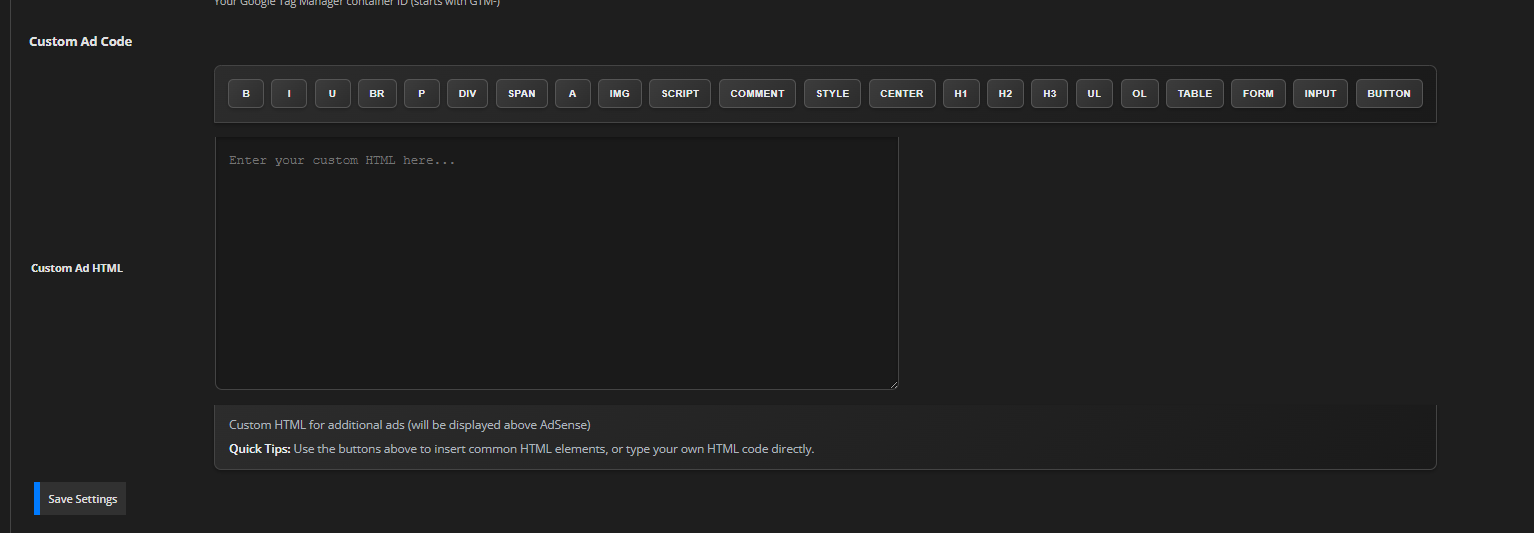 Your Google Tag Manager container ID (starts with GTM-)
Custom Ad Code
B I U BR P DIV SPAN A IMG SCRIPT COMMENT STYLE CENTER H1 H2 H3 UL OL TABLE FORM INPUT BUTTON
Enter your custom HTML here...
Custom Ad HTML
Custom HTML for additional ads (will be displayed above AdSense)
Quick Tips: Use the buttons above to insert common HTML elements, or type your own HTML code directly.
Save Settings